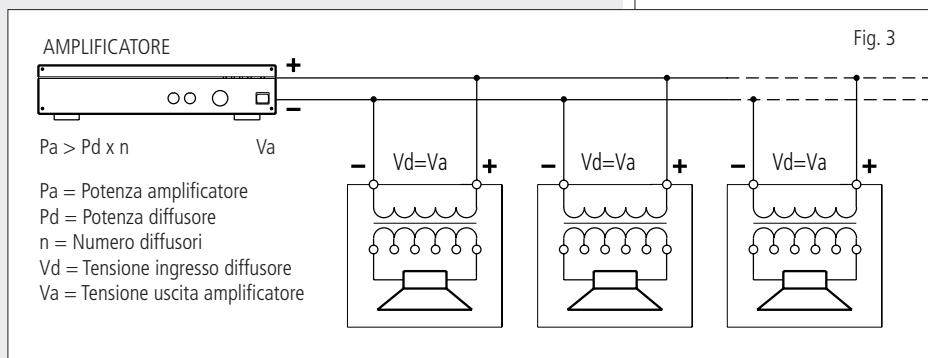 Fig. 3
AMPLIFICATORE
+
−
Pa > Pd x n
Va
Pa = Potenza amplificatore
Pd = Potenza diffusore
n = Numero diffusori
Vd = Tensione ingresso diffusore
Va = Tensione uscita amplificatore
− Vd=Va +
− Vd=Va +
− Vd=Va +